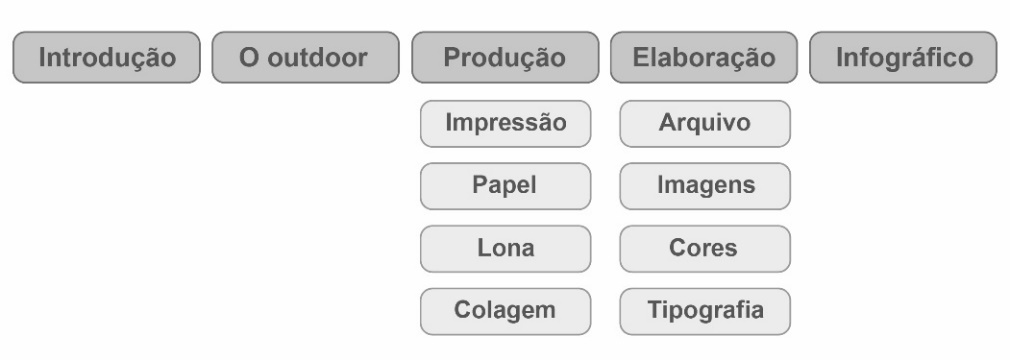 Introdução
O outdoor
Produção
Elaboração
Infográfico
Impressão
Arquivo
Papel
Imagens
Lona
Cores
Colagem
Tipografia